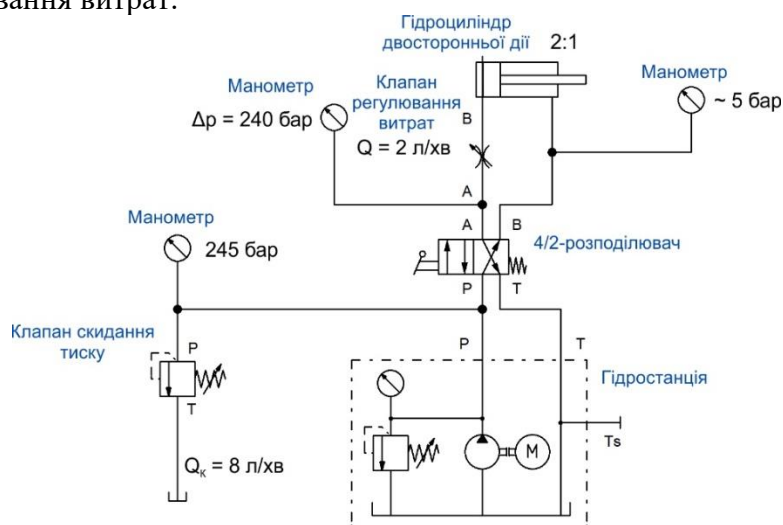 вання витрат.
Гідроциліндр
двосторонньої дії 2:1
Манометр
Клапан
регулювання
витрат
Манометр
~ 5 бар
Δp = 240 бар
B
Q = 2 л/хв
A
A B
4/2-розподілювач
P T
Манометр
245 бар
Клапан скидання
тиску
P
T
Qк = 8 л/хв
P T
Гідростанція
Ts
M